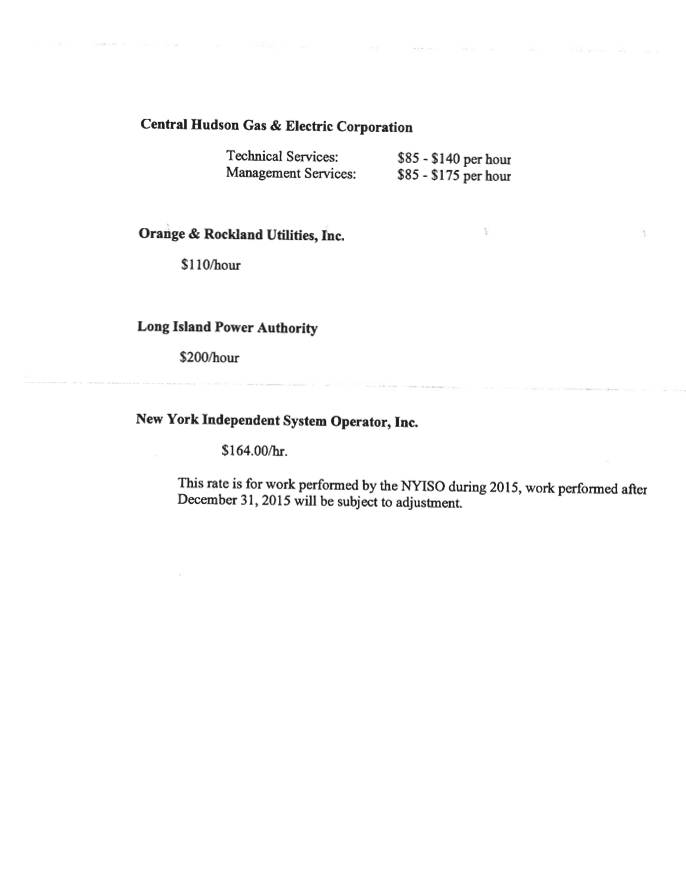 Central Hudson Gas & Electric Corporation
Technical Services: $85 - $140 per hour
Management Services: $85 - $175 per hour
Orange & Rockland Utilities, Inc.
$110/hour
Long Island Power Authority
$200/hour
New York Independent System Operator, Inc.
$164.00/hr.
This rate is for work performed by the NYISO during 2015, work performed after
December 31, 2015 will be subject to adjustment.